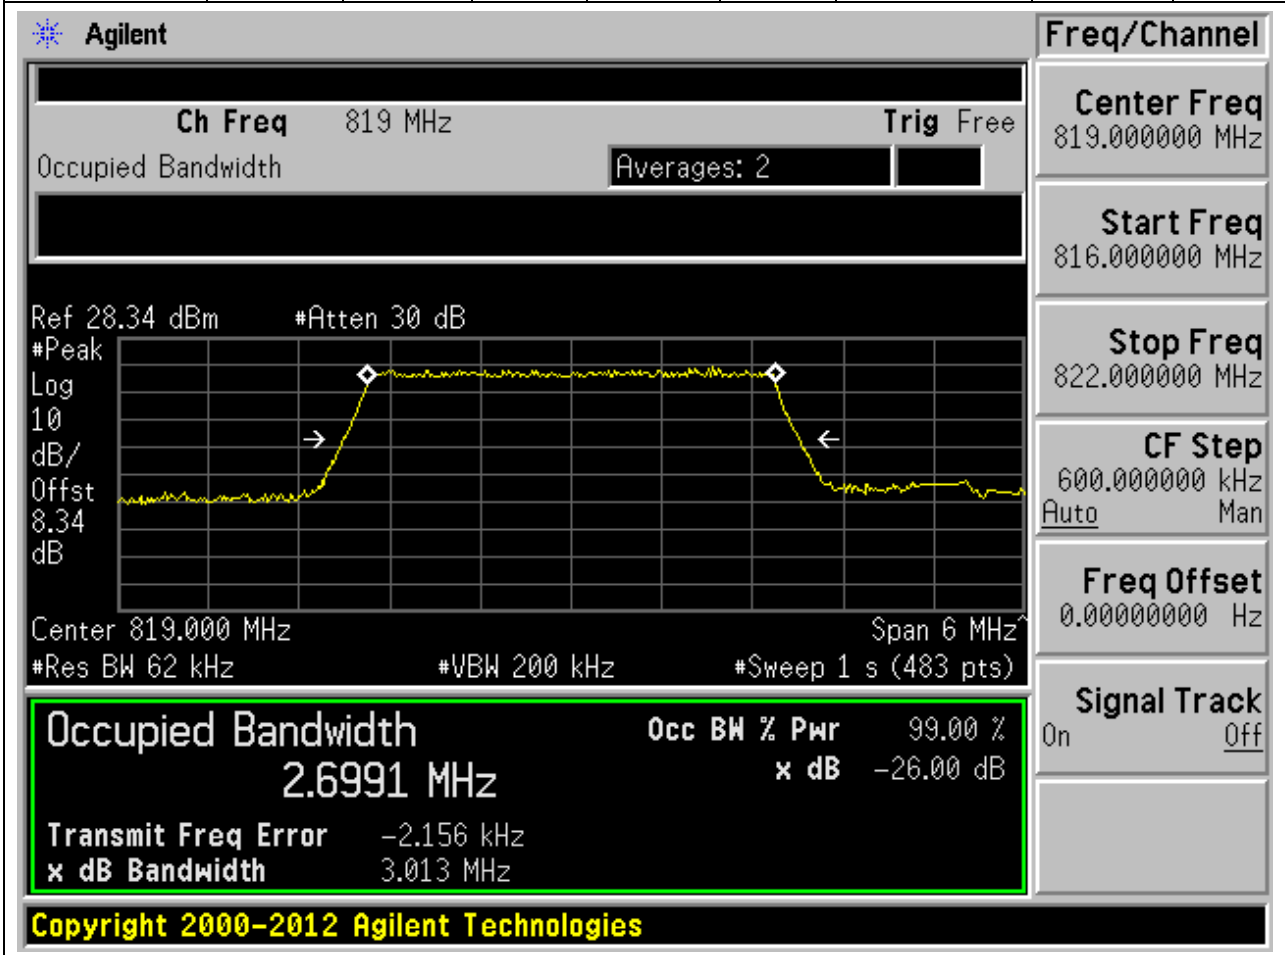 Agilent
Ch Freq 819 MHz Trig Free
Occupied Bandwidth Averages: 2
Ref 28.34 dBm #Atten 30 dB
#Peak
Log
10
dB/
Offst
8.34
dB
Center 819.000 MHz Span 6 MHz^
#Res BW 62 kHz #VBW 200 kHz #Sweep 1 s (483 pts)
Occupied Bandwidth Occ BW % Pwr 99.00 %
2.6991 MHz x dB -26.00 dB
Transmit Freq Error -2.156 kHz
x dB Bandwidth 3.013 MHz
Copyright 2000-2012 Agilent Technologies
Freq/Channel
Center Freq
819.000000 MHz
Start Freq
816.000000 MHz
Stop Freq
822.000000 MHz
CF Step
600.000000 kHz
Auto Man
Freq Offset
0.00000000 Hz
Signal Track
On Off